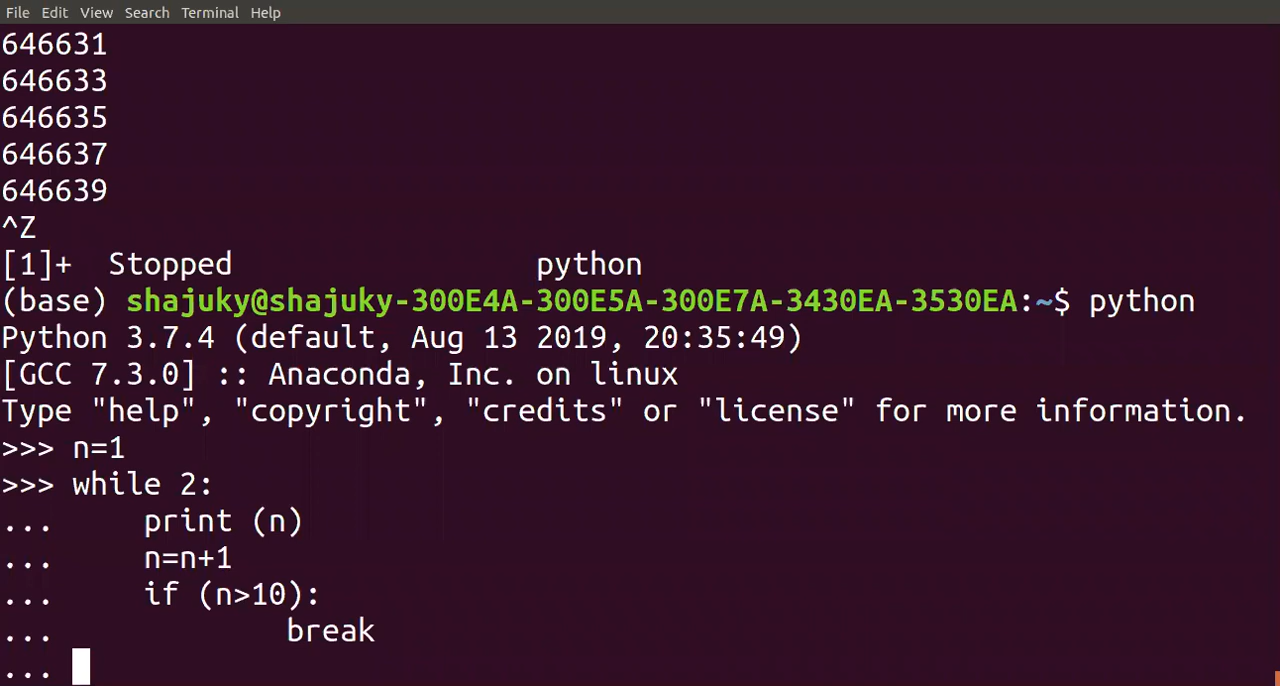 File Edit View Search Terminal Help
646631
646633
646635
646637
646639
^Z
[1]+  Stopped                 python
(base) shajuky@shajuky-300E4A-300E5A-300E7A-3430EA-3530EA:~$ python
Python 3.7.4 (default, Aug 13 2019, 20:35:49)
[GCC 7.3.0] :: Anaconda, Inc. on linux
Type "help", "copyright", "credits" or "license" for more information.
>>> n=1
>>> while 2:
...     print (n)
...     n=n+1
...     if (n>10):
...             break
...